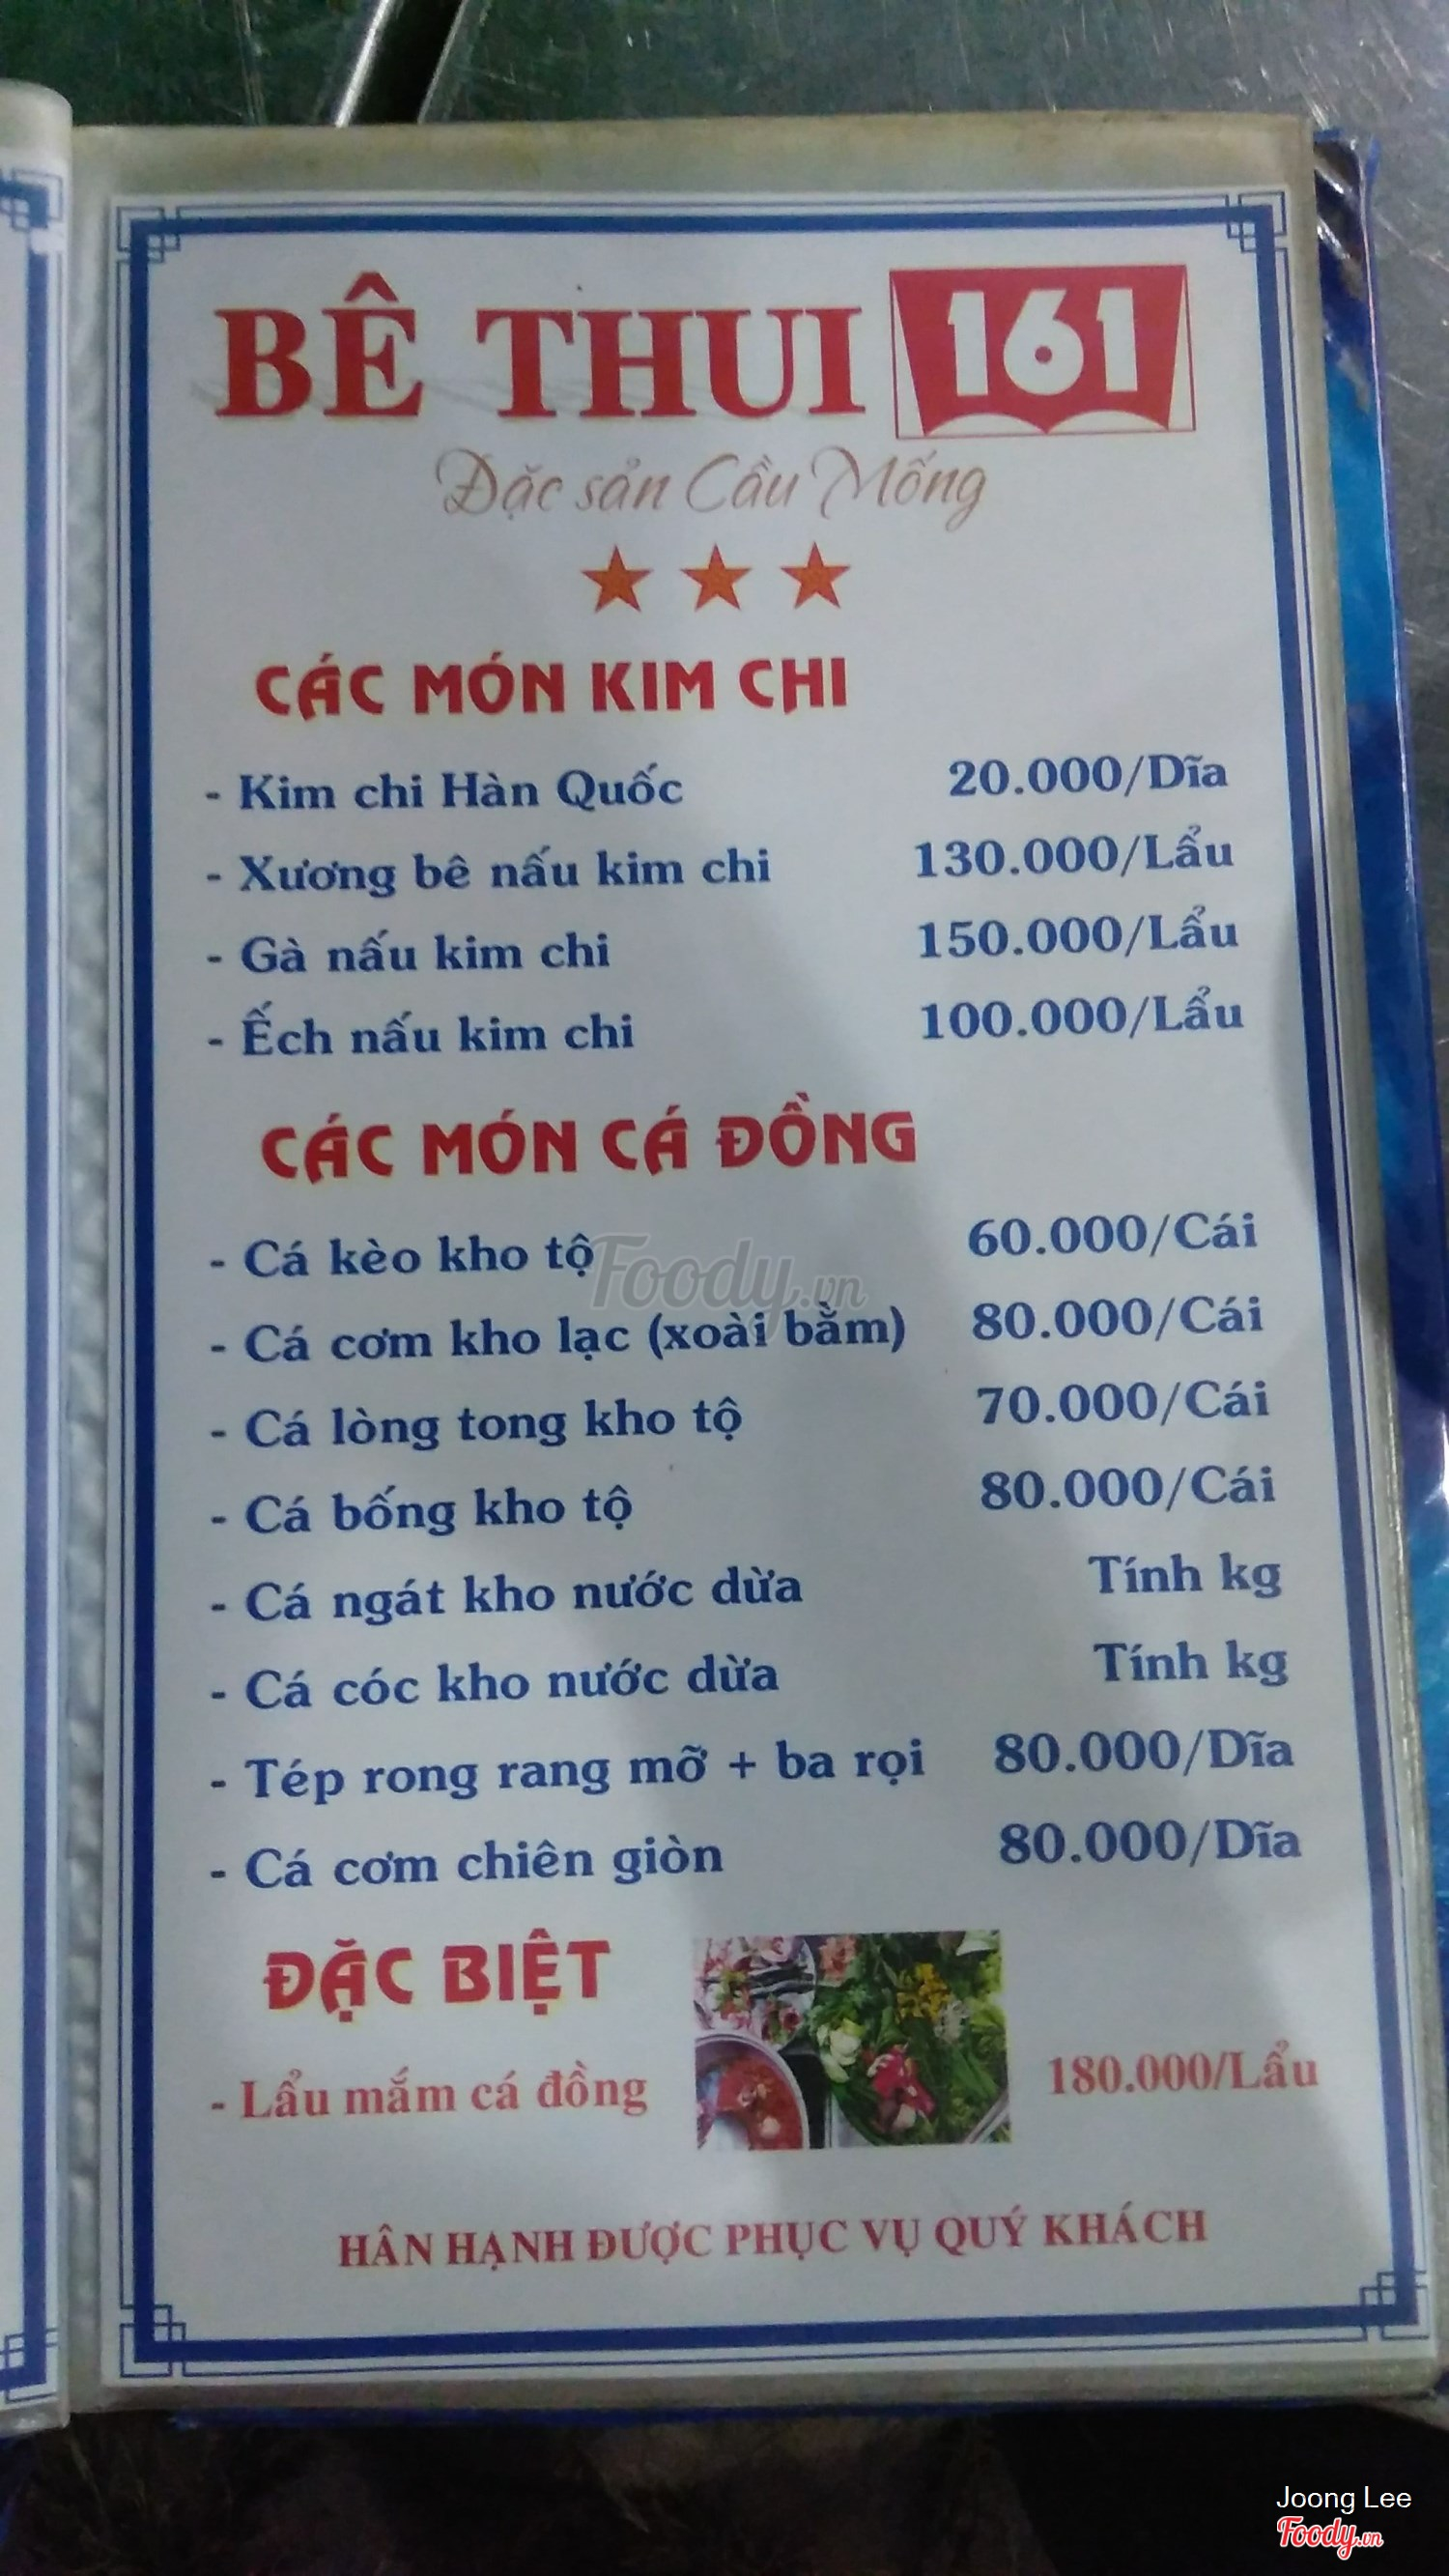 BÊ THUI 161
Đặc sản Cầu Mống
CÁC MÓN KIM CHI
- Kim chi Hàn Quốc 20.000/Dĩa
- Xương bê nấu kim chi 130.000/Lẩu
- Gà nấu kim chi 150.000/Lẩu
- Ếch nấu kim chi 100.000/Lẩu
CÁC MÓN CÁ ĐỒNG
- Cá kèo kho tộ 60.000/Cái
Foody.vn
- Cá cơm kho lạc (xoài bằm) 80.000/Cái
- Cá lòng tong kho tộ 70.000/Cái
- Cá bống kho tộ 80.000/Cái
- Cá ngát kho nước dừa Tính kg
- Cá cóc kho nước dừa Tính kg
- Tép rong rang mỡ + ba rọi 80.000/Dĩa
- Cá cơm chiên giòn 80.000/Dĩa
ĐẶC BIỆT
- Lẩu mắm cá đồng 180.000/Lẩu
HÂN HẠNH ĐƯỢC PHỤC VỤ QUÝ KHÁCH
Joong Lee
Foody.vn